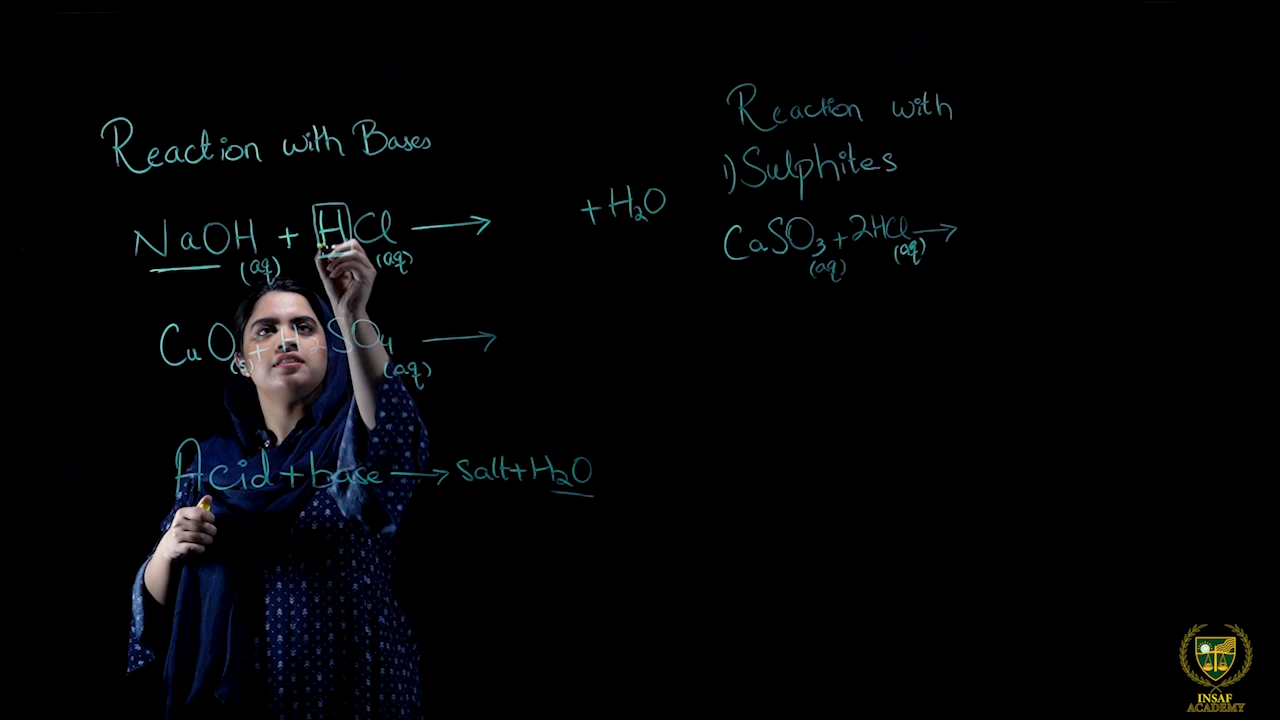 Reaction with Bases
NaOH + HCl → + H₂O
(aq) (aq)
CuO + H₂SO₄ →
(s) (aq)
Acid + base → salt + H₂O
Reaction with
1) Sulphites
CaSO₃ + 2HCl →
(aq) (aq)
INSAF
ACADEMY